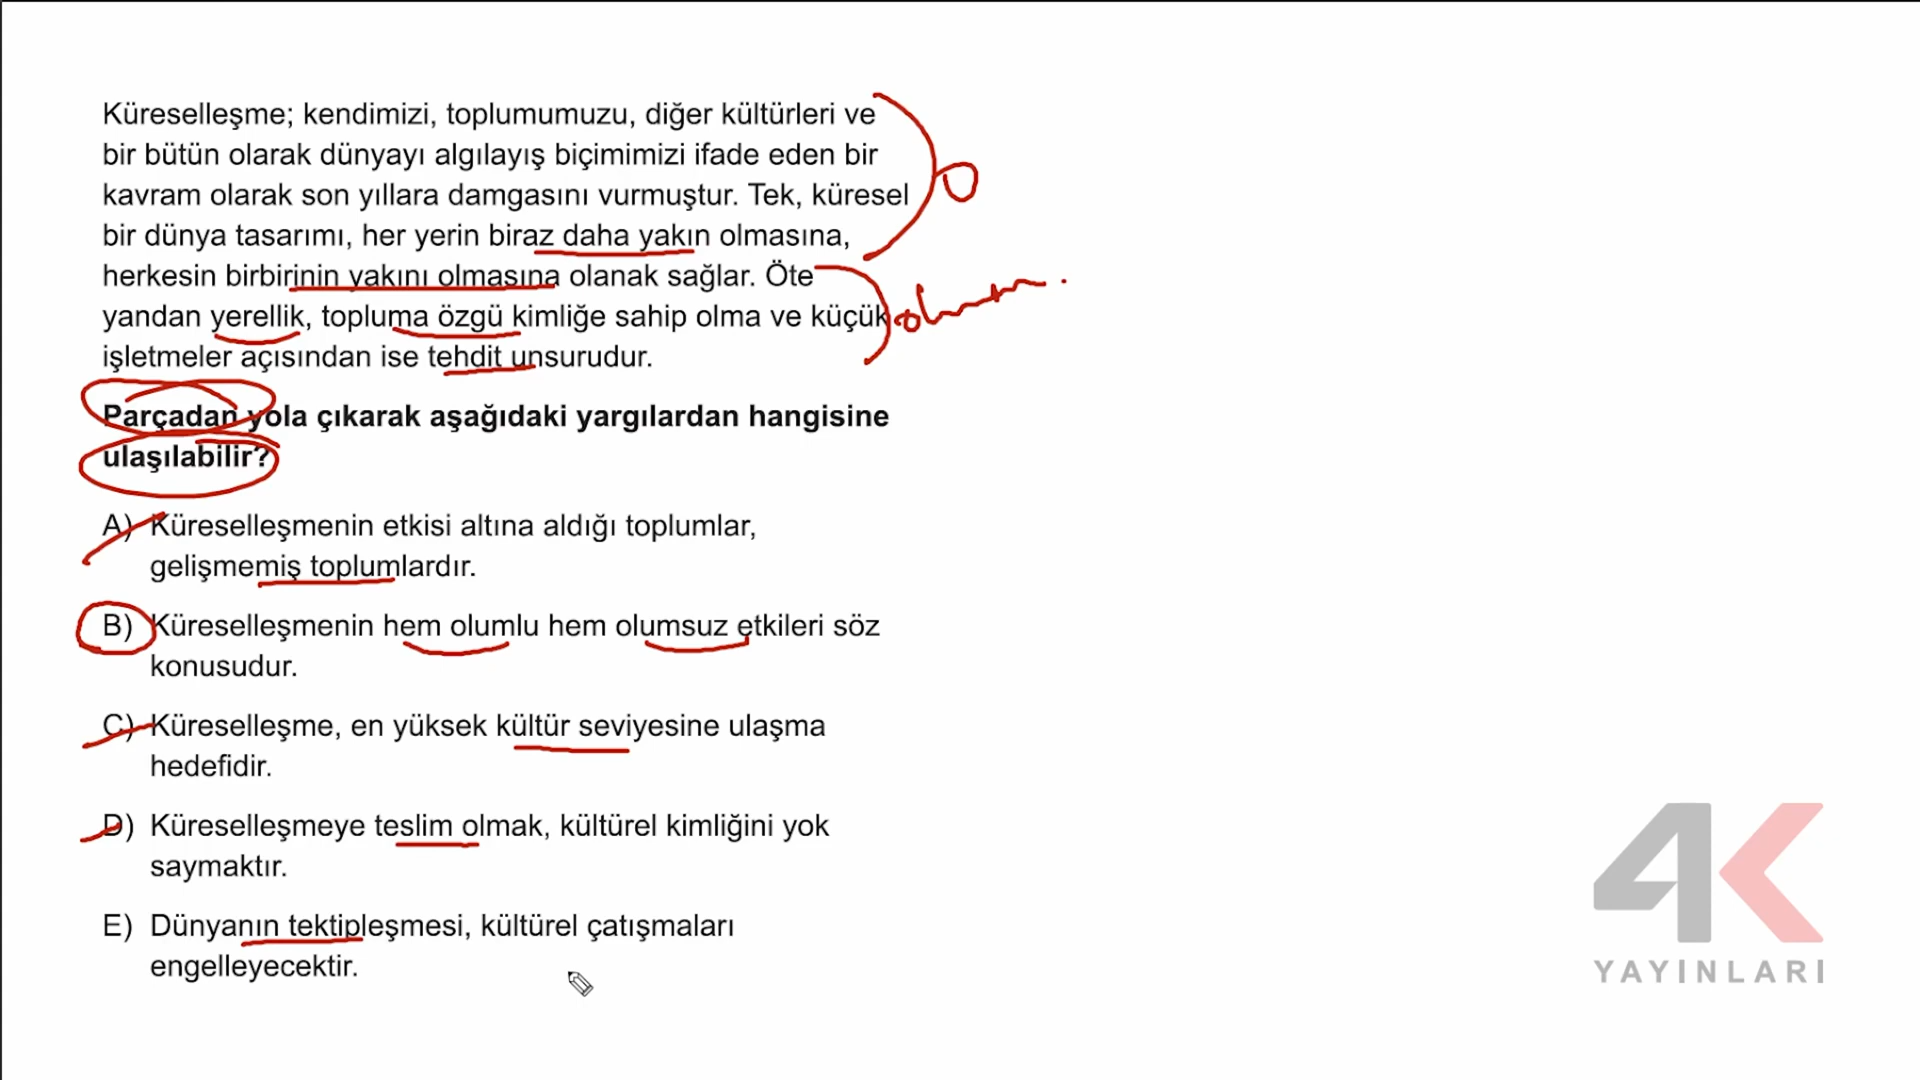 Küreselleşme; kendimizi, toplumumuzu, diğer kültürleri ve
bir bütün olarak dünyayı algılayış biçimimizi ifade eden bir
kavram olarak son yıllara damgasını vurmuştur. Tek, küresel
bir dünya tasarımı, her yerin biraz daha yakın olmasına,
herkesin birbirinin yakını olmasına olanak sağlar. Öte
yandan yerellik, topluma özgü kimliğe sahip olma ve küçük
işletmeler açısından ise tehdit unsurudur.
Parçadan yola çıkarak aşağıdaki yargılardan hangisine
ulaşılabilir?
A) Küreselleşmenin etkisi altına aldığı toplumlar,
gelişmemiş toplumlardır.
B) Küreselleşmenin hem olumlu hem olumsuz etkileri söz
konusudur.
C) Küreselleşme, en yüksek kültür seviyesine ulaşma
hedefidir.
D) Küreselleşmeye teslim olmak, kültürel kimliğini yok
saymaktır.
E) Dünyanın tektipleşmesi, kültürel çatışmaları
engelleyecektir.
4K
YAYINLARI